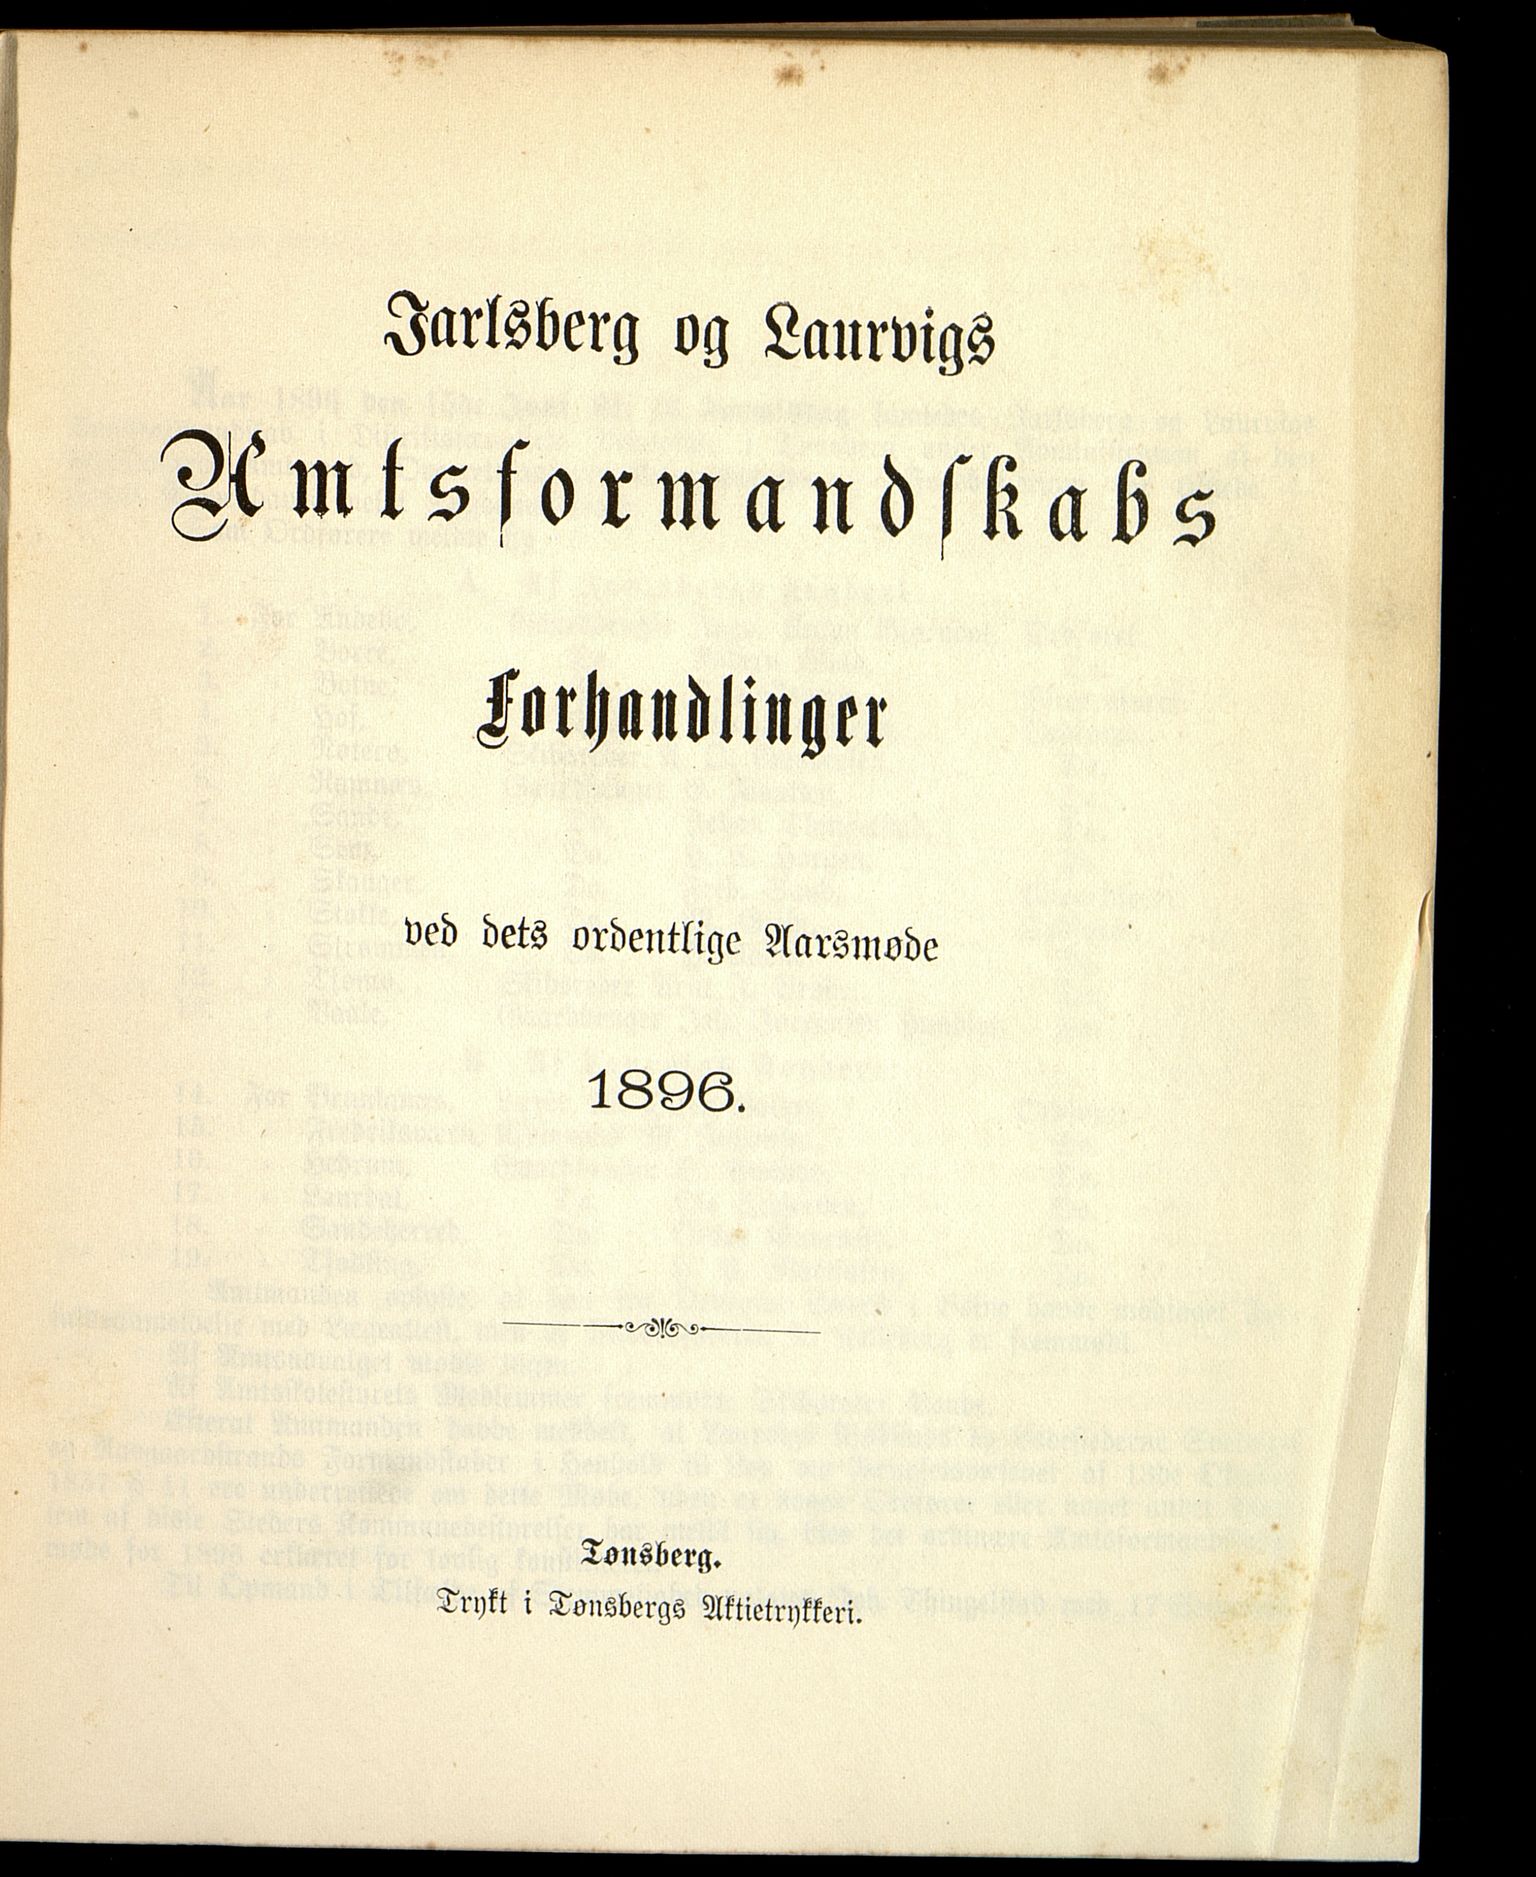 Jarlsberg og Laurvigs
Amtsformandskabs
Forhandlinger
ved dets ordentlige Aarsmøde
1896.
Tønsberg.
Trykt i Tønsbergs Aktietrykkeri.